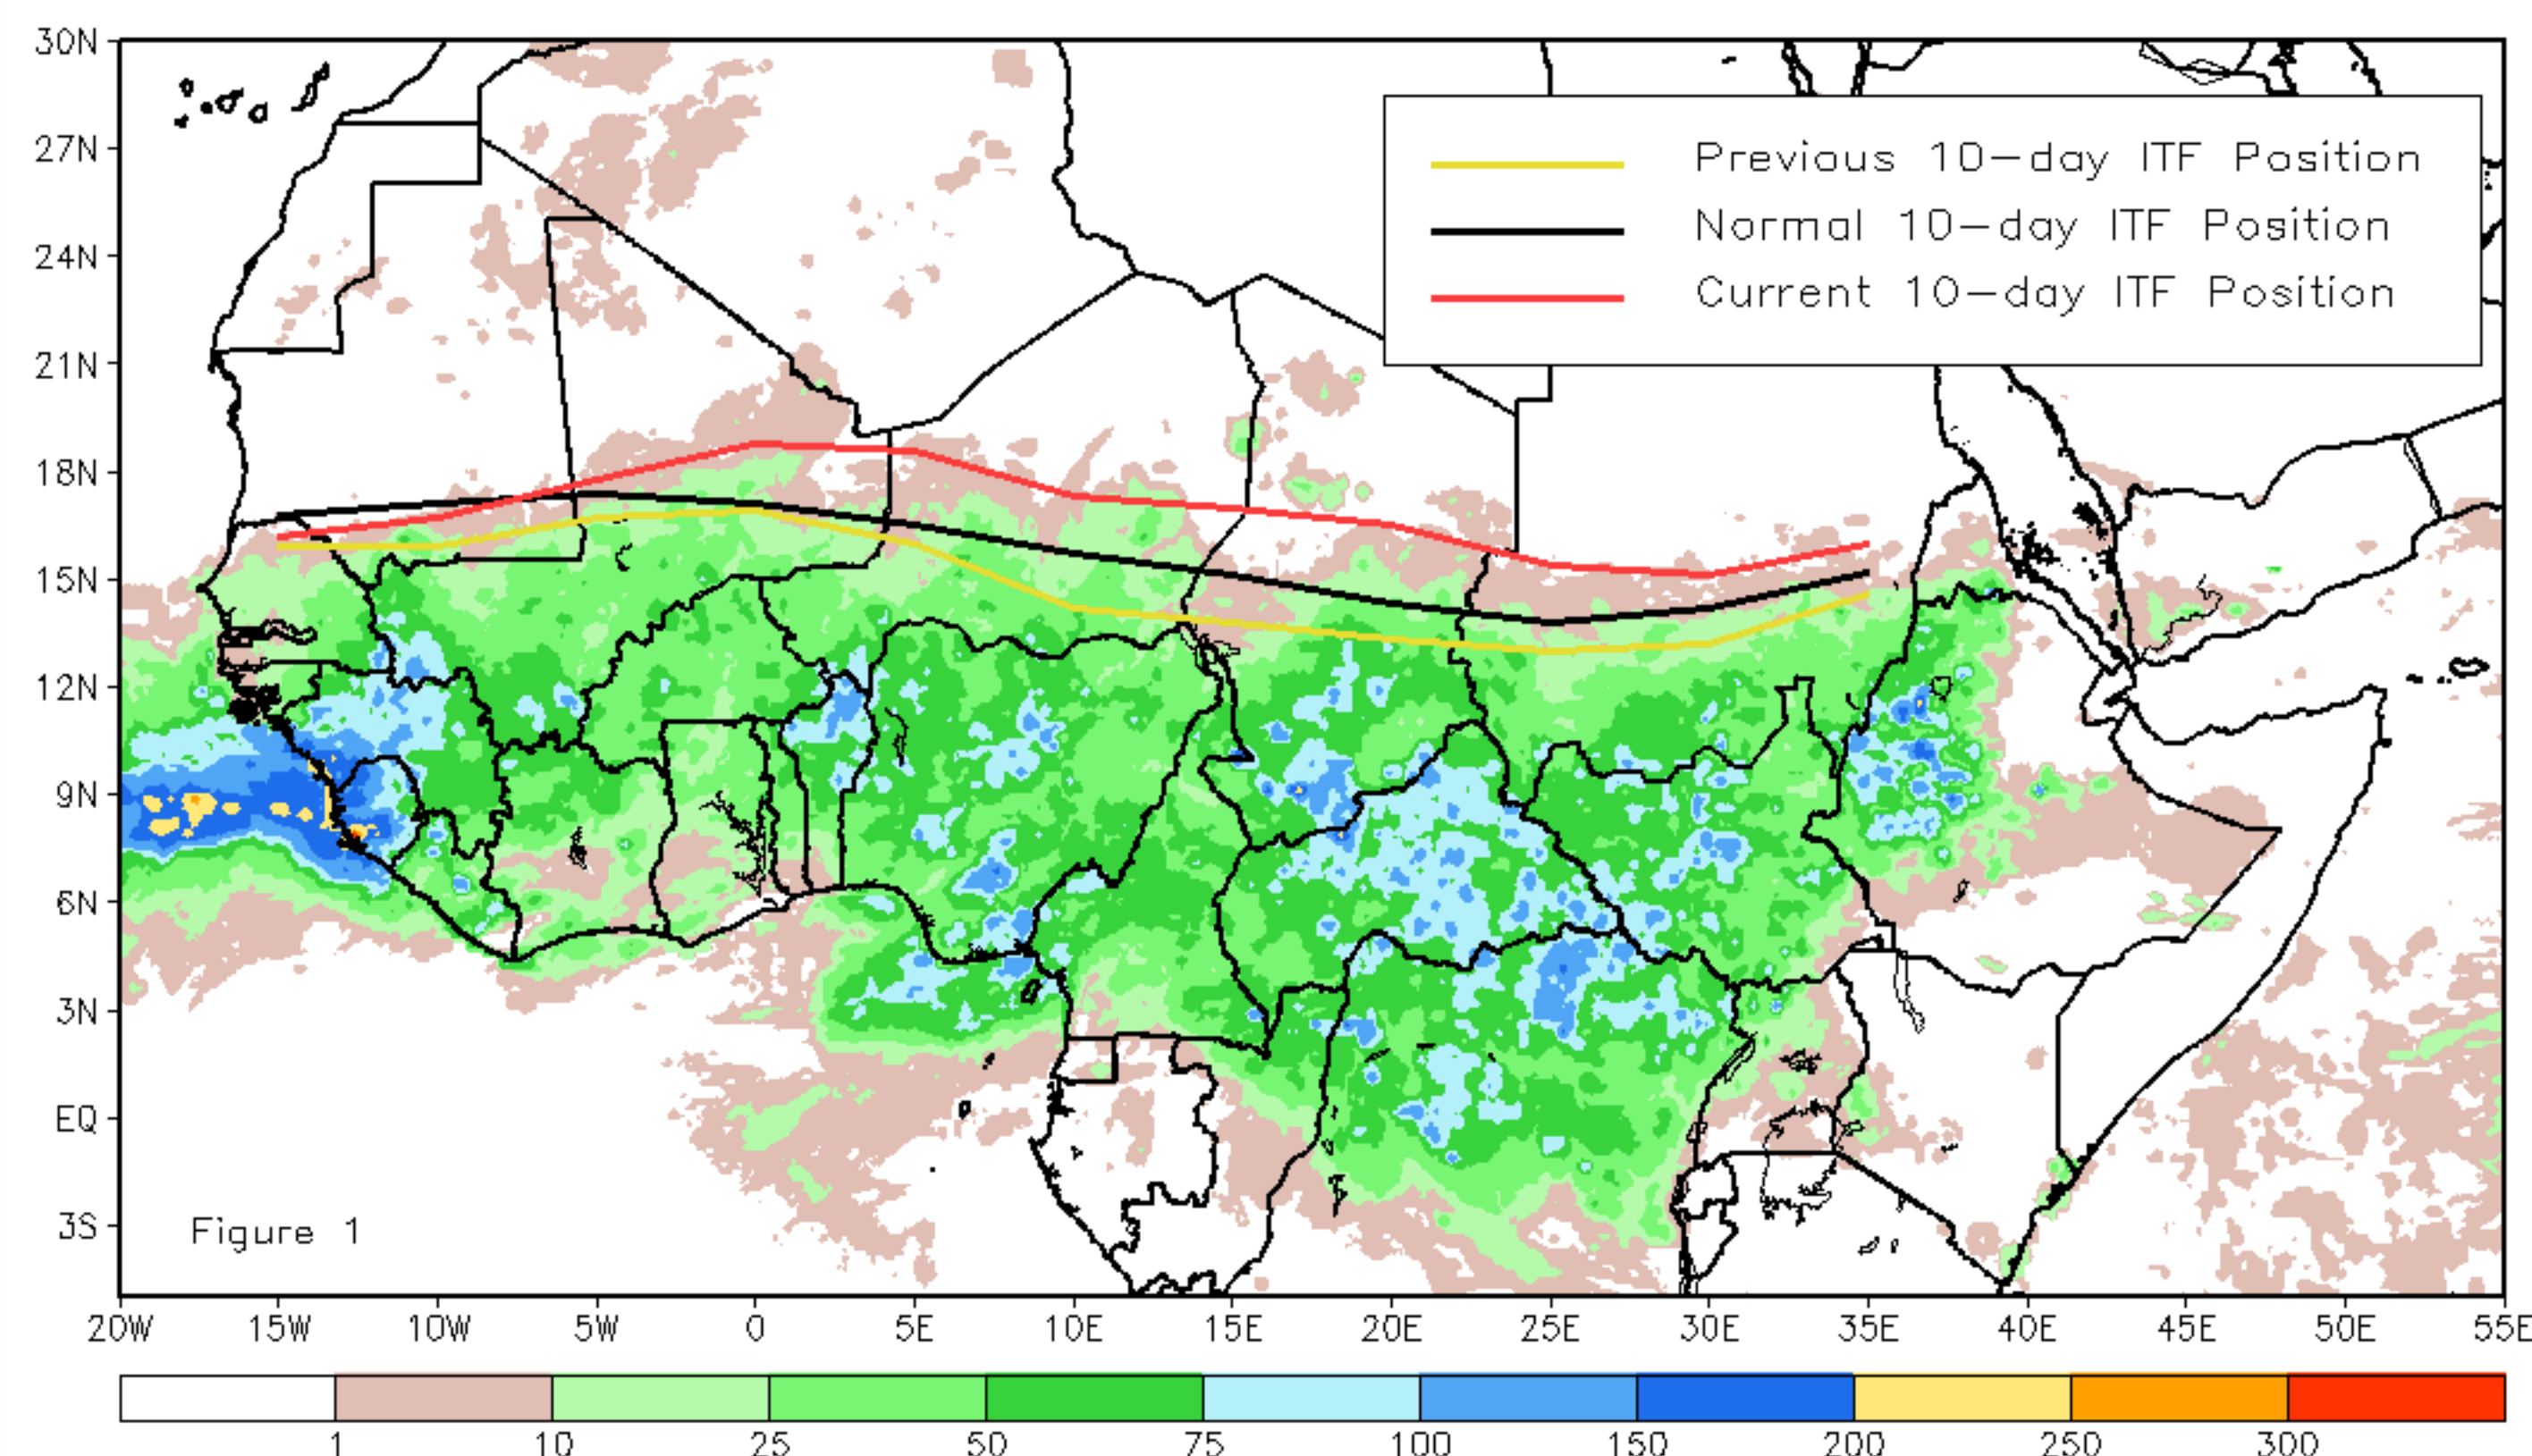 30N
27N
24N
21N
18N
15N
12N
9N
6N
3N
EQ
3S
Previous 10-day ITF Position
Normal 10-day ITF Position
Current 10-day ITF Position
Figure 1
20W 15W 10W 5W 0 5E 10E 15E 20E 25E 30E 35E 40E 45E 50E 55E
1 10 25 50 75 100 150 200 250 300